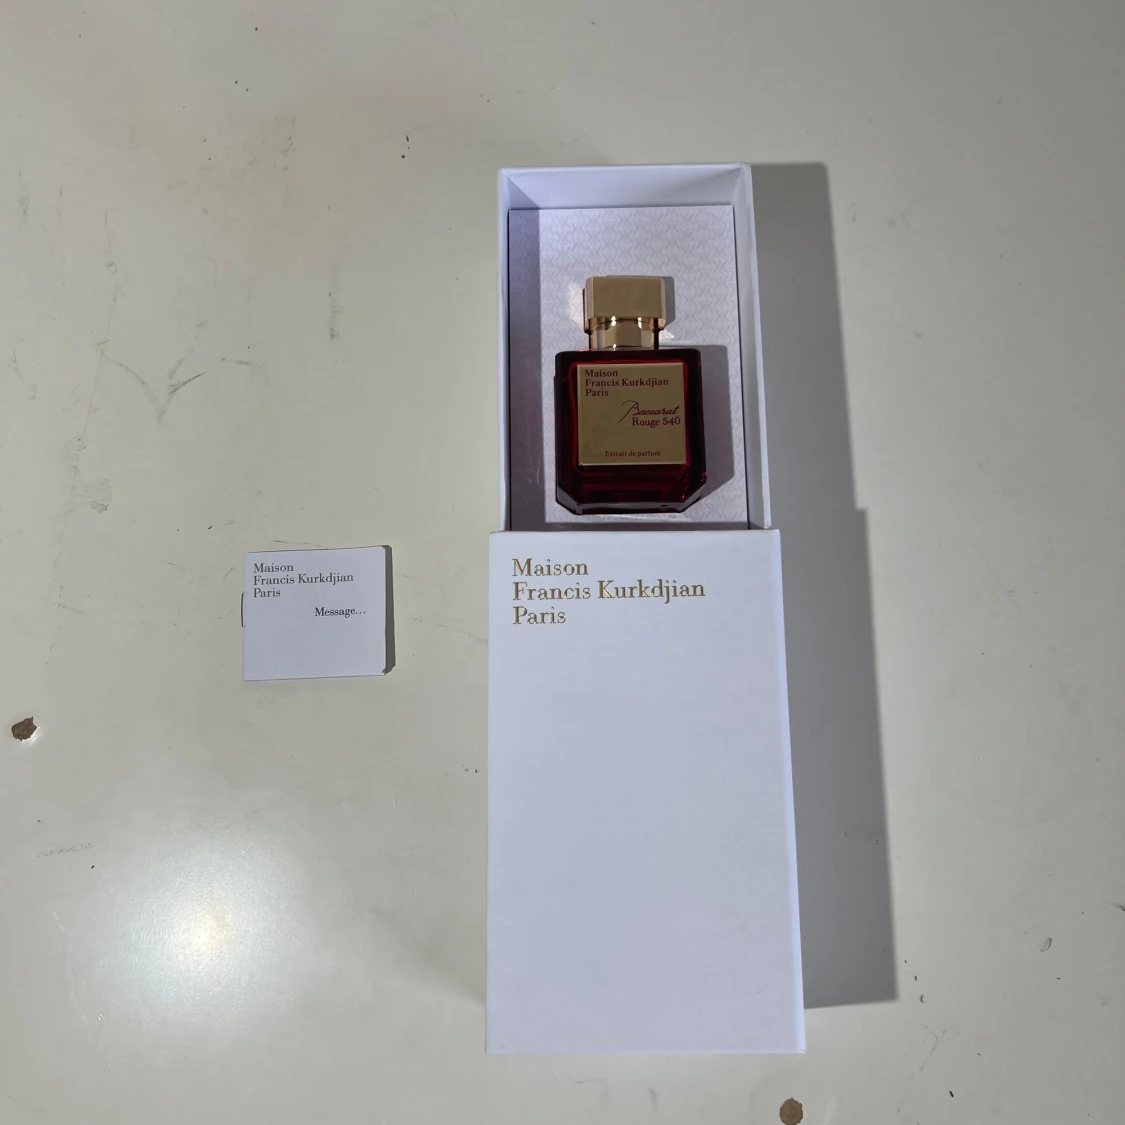 Maison
Francis Kurkdjian
Paris
Baccarat
Rouge 540
Extrait de parfum
Maison
Francis Kurkdjian
Paris
Message...
Maison
Francis Kurkdjian
Paris